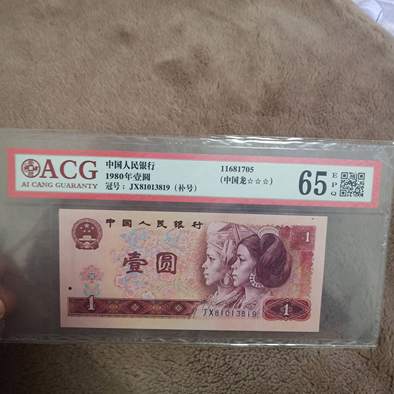 ACG
AI CANG GUARANTY
中国人民银行
1980年壹圆
冠号：JX81013819（补号）
11681705
（中国龙☆☆☆）
65
EPQ
中国人民银行
壹圆
1
1
1
JX81013819